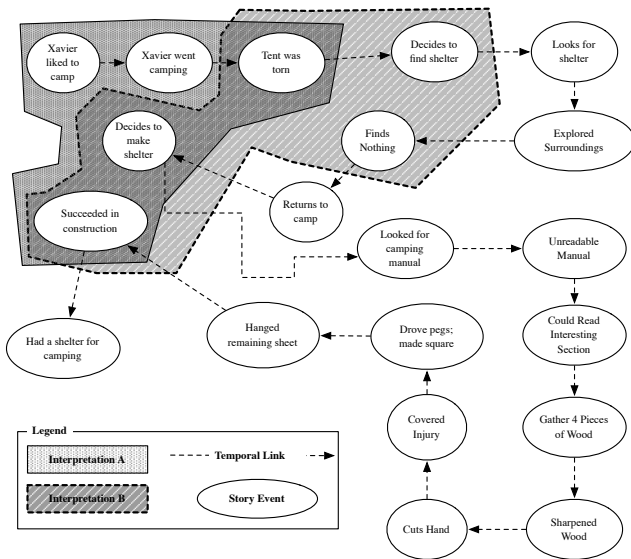 Xavier
liked to
camp
Xavier went
camping
Tent was
torn
Decides to
find shelter
Looks for
shelter
Decides to
make
shelter
Finds
Nothing
Explored
Surroundings
Returns to
camp
Succeeded in
construction
Looked for
camping
manual
Unreadable
Manual
Had a shelter for
camping
Hanged
remaining sheet
Drove pegs;
made square
Could Read
Interesting
Section
Covered
Injury
Gather 4 Pieces
of Wood
Cuts Hand
Sharpened
Wood
Legend
Interpretation A
Temporal Link
Interpretation B
Story Event